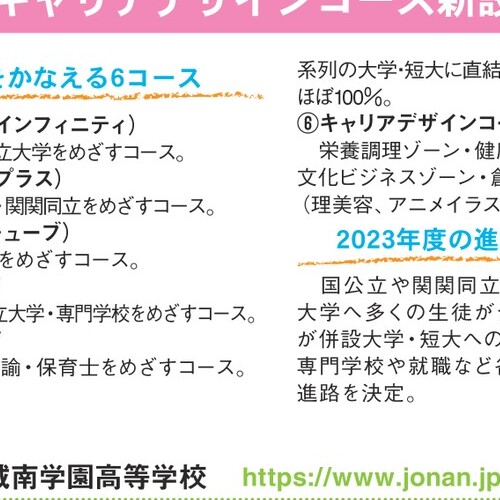 キャリアデザインコース新設
をかなえる6コース
インフィニティ)
立大学をめざすコース。
プラス)
・関関同立をめざすコース。
キューブ)
をめざすコース。
立大学・専門学校をめざすコース。
諭・保育士をめざすコース。
系列の大学・短大に直結
ほぼ100%。
⑥キャリアデザインコ
栄養調理ゾーン・健
文化ビジネスゾーン・創
(理美容、アニメイラス
2023年度の進
国公立や関関同立
大学へ多くの生徒が
が併設大学・短大への
専門学校や就職など
進路を決定。
城南学園高等学校 https://www.jonan.jp